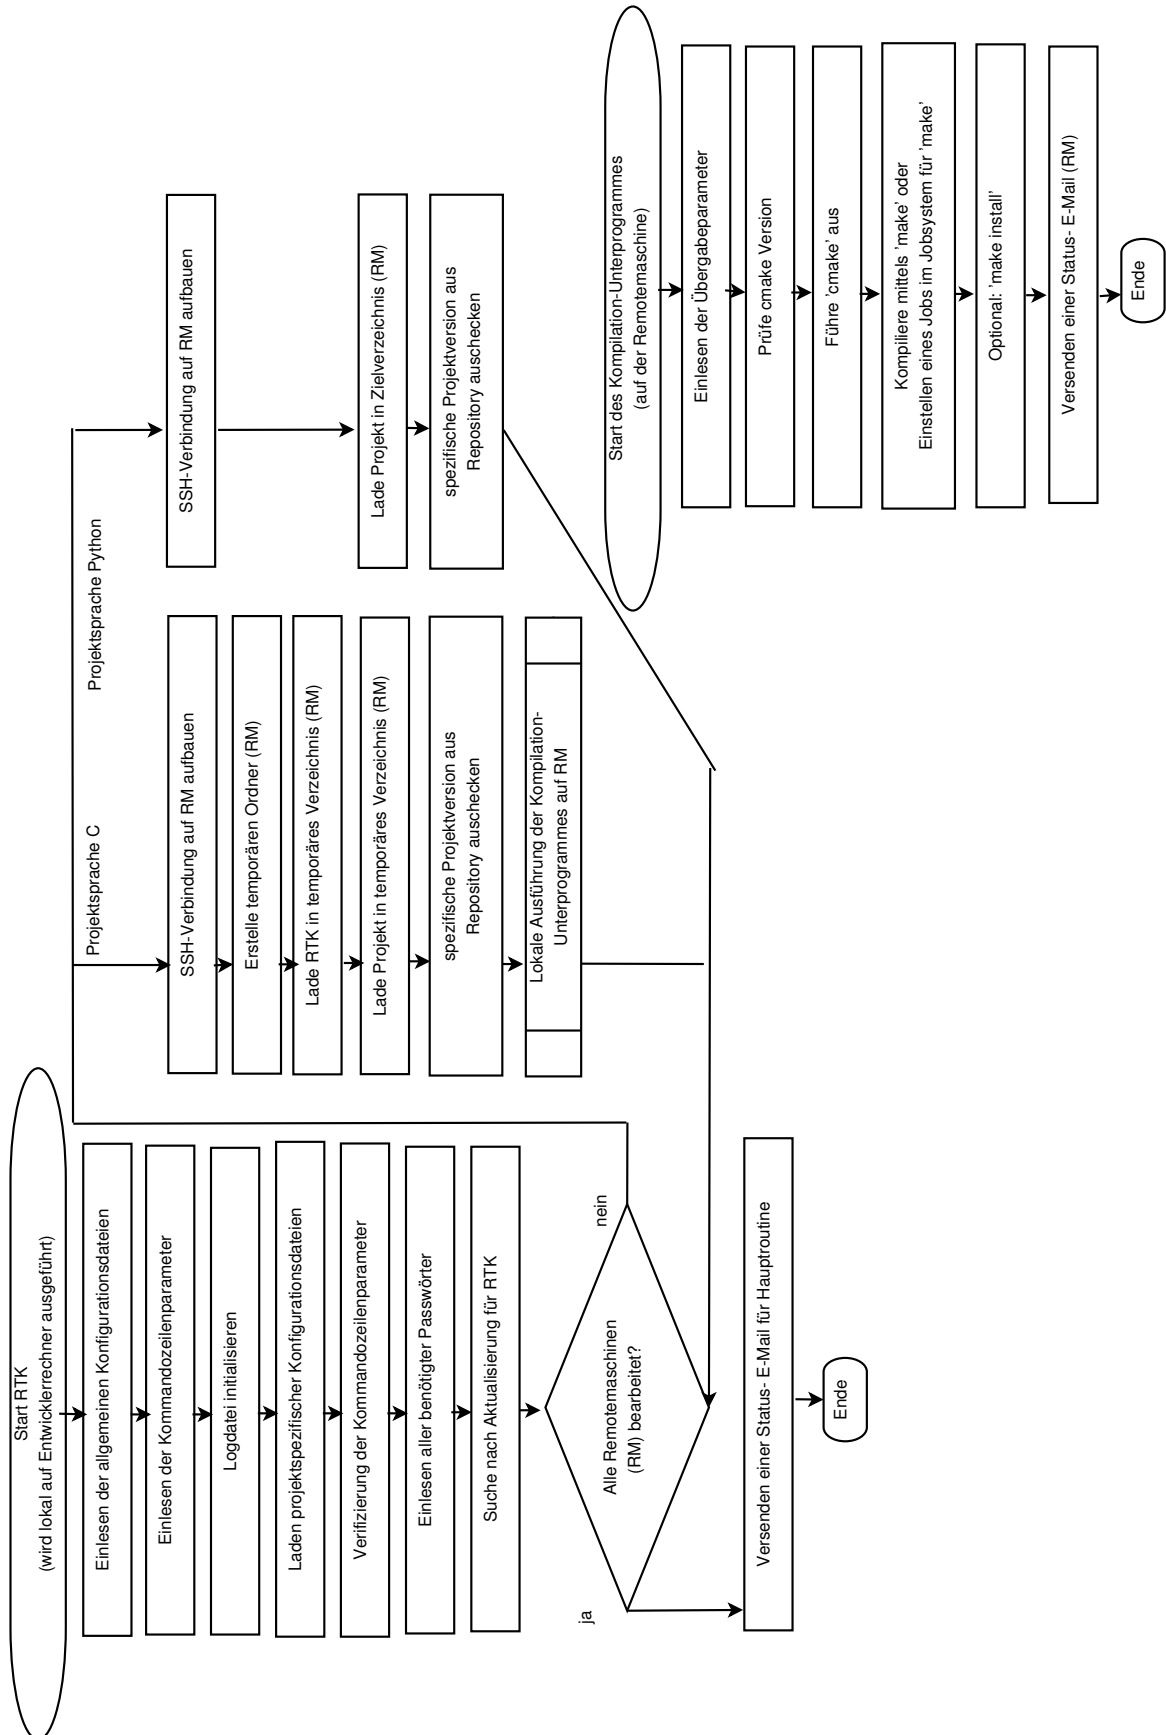 Start RTK
(wird lokal auf Entwicklerrechner ausgeführt)
Einlesen der allgemeinen Konfigurationsdateien
Einlesen der Kommandozeilenparameter
Logdatei initialisieren
Laden projektspezifischer Konfigurationsdateien
Verifizierung der Kommandozeilenparameter
Einlesen aller benötigter Passwörter
Suche nach Aktualisierung für RTK
Alle Remotemaschinen
(RM) bearbeitet?
ja
nein
Versenden einer Status- E-Mail für Hauptroutine
Ende
Projektsprache C
SSH-Verbindung auf RM aufbauen
Erstelle temporären Ordner (RM)
Lade RTK in temporäres Verzeichnis (RM)
Lade Projekt in temporäres Verzeichnis (RM)
spezifische Projektversion aus
Repository auschecken
Lokale Ausführung der Kompilation-
Unterprogrammes auf RM
Projektsprache Python
SSH-Verbindung auf RM aufbauen
Lade Projekt in Zielverzeichnis (RM)
spezifische Projektversion aus
Repository auschecken
Start des Kompilation-Unterprogrammes
(auf der Remotemaschine)
Einlesen der Übergabeparameter
Prüfe cmake Version
Führe 'cmake' aus
Kompiliere mittels 'make' oder
Einstellen eines Jobs im Jobsystem für 'make'
Optional: 'make install'
Versenden einer Status- E-Mail (RM)
Ende